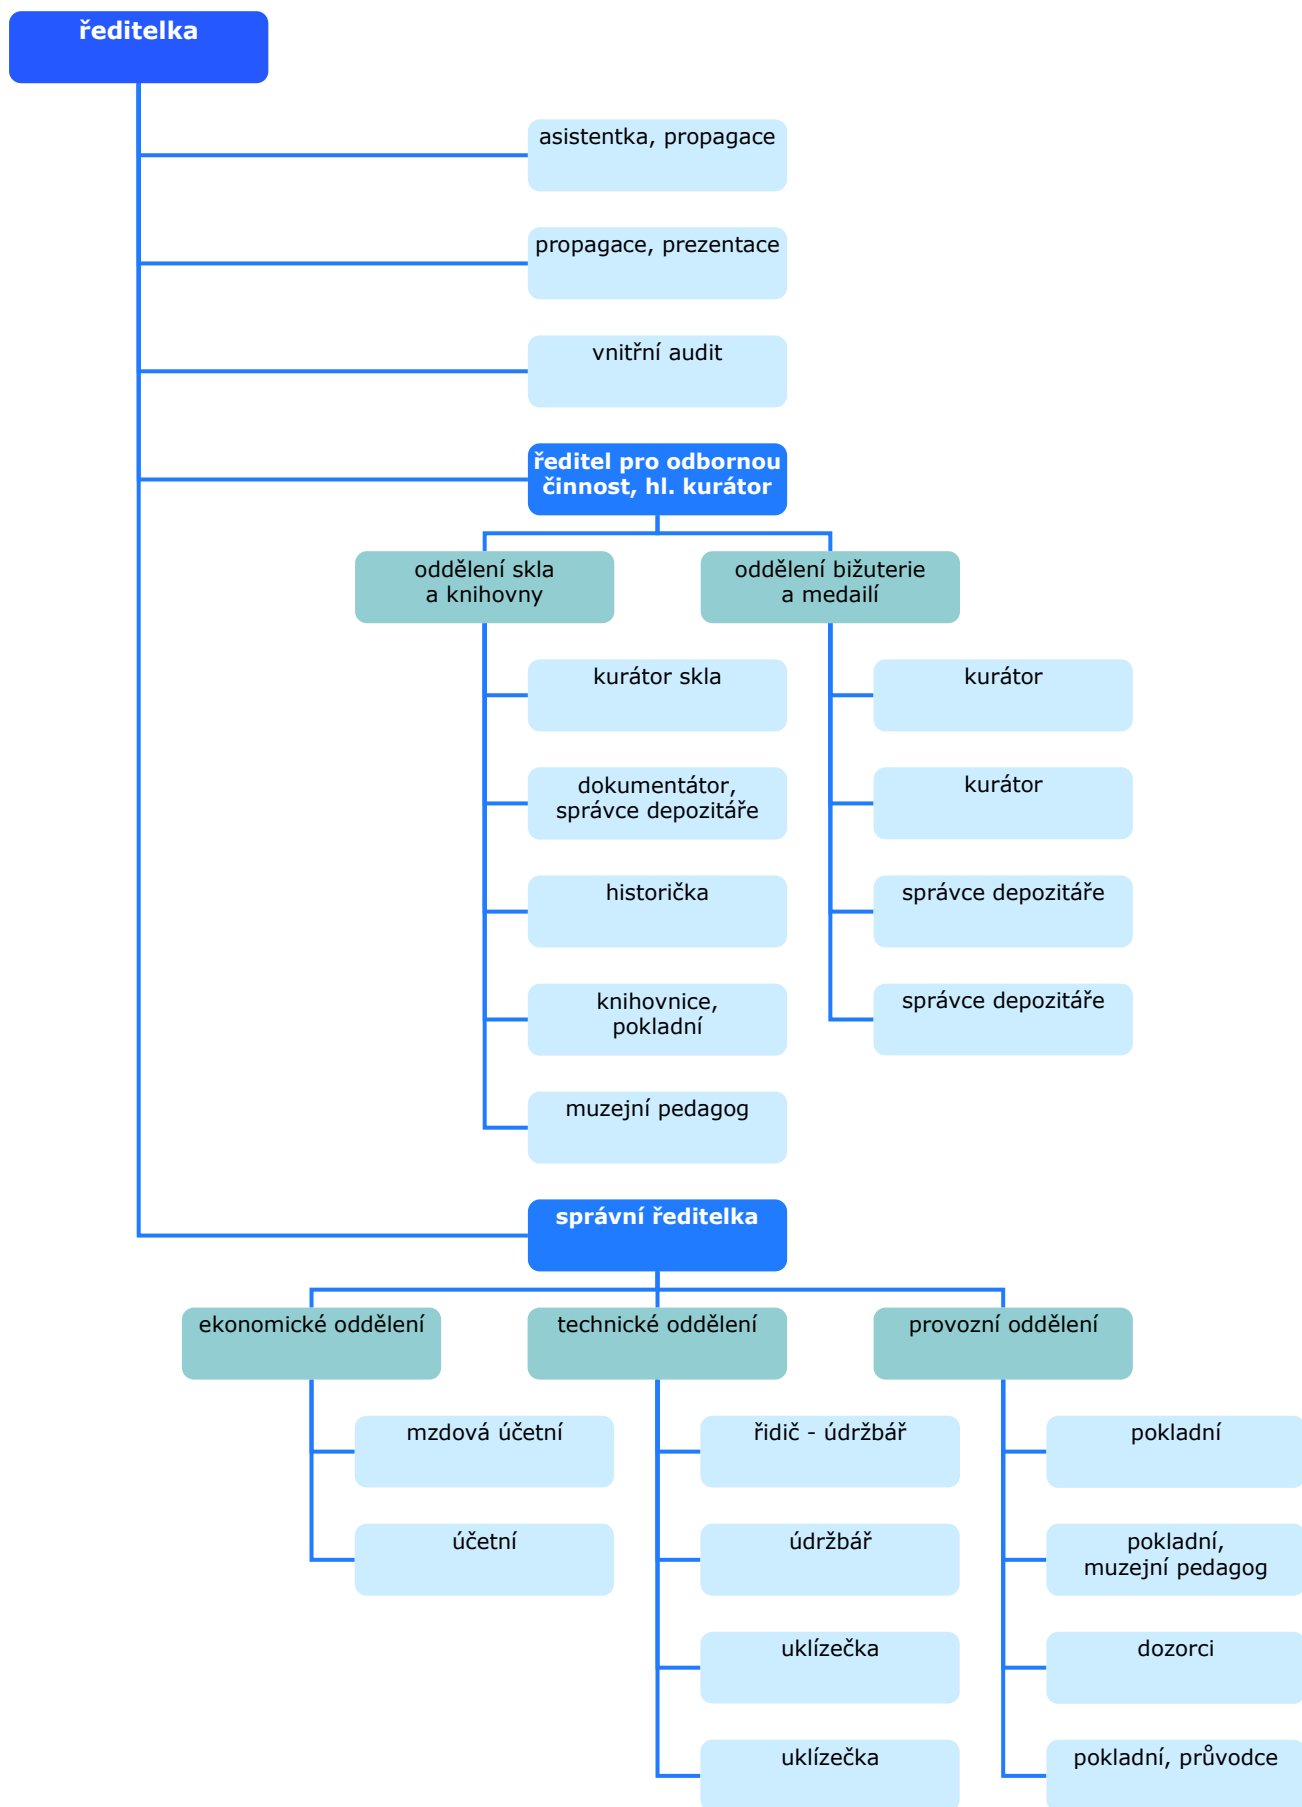 ředitelka
asistentka, propagace
propagace, prezentace
vnitřní audit
ředitel pro odbornou
činnost, hl. kurátor
oddělení skla
a knihovny
oddělení bižuterie
a medailí
kurátor skla
kurátor
dokumentátor,
správce depozitáře
kurátor
historička
správce depozitáře
knihovnice,
pokladní
správce depozitáře
muzejní pedagog
správní ředitelka
ekonomické oddělení
technické oddělení
provozní oddělení
mzdová účetní
řidič - údržbář
pokladní
účetní
údržbář
pokladní,
muzejní pedagog
uklízečka
dozorci
uklízečka
pokladní, průvodce